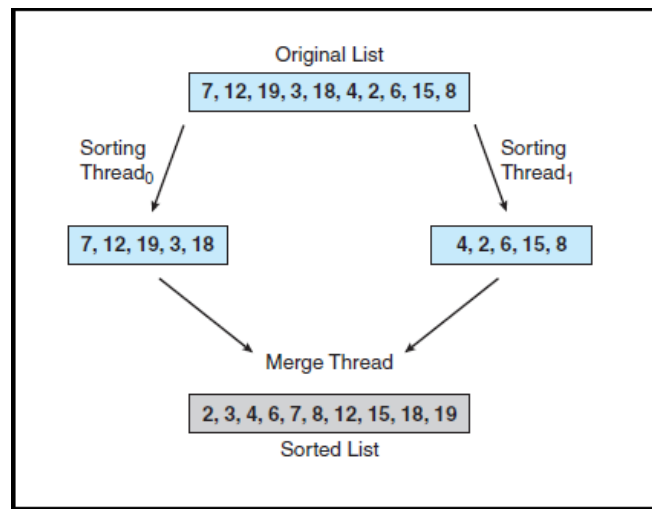 Original List
7, 12, 19, 3, 18, 4, 2, 6, 15, 8
Sorting
Thread0
Sorting
Thread1
7, 12, 19, 3, 18
4, 2, 6, 15, 8
Merge Thread
2, 3, 4, 6, 7, 8, 12, 15, 18, 19
Sorted List